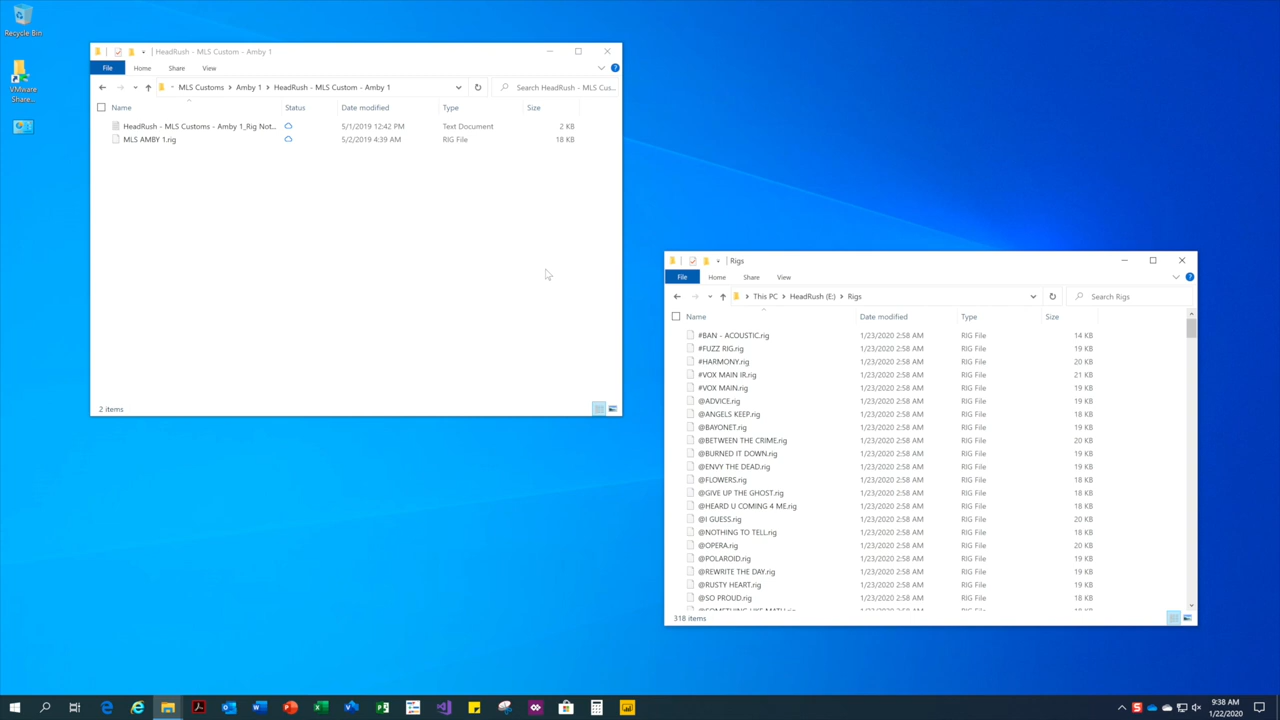 Recycle Bin
VMware
Share...
HeadRush - MLS Custom - Amby 1
File Home Share View
MLS Customs Amby 1 HeadRush - MLS Custom - Amby 1 Search HeadRush - MLS Cus...
Name Status Date modified Type Size
HeadRush - MLS Customs - Amby 1_Rig Not... 5/1/2019 12:42 PM Text Document 2 KB
MLS AMBY 1.rig 5/2/2019 4:39 AM RIG File 18 KB
2 items
Rigs
File Home Share View
This PC HeadRush (E:) Rigs Search Rigs
Name Date modified Type Size
#BAN - ACOUSTIC.rig 1/23/2020 2:58 AM RIG File 14 KB
#FUZZ RIG.rig 1/23/2020 2:58 AM RIG File 19 KB
#HARMONY.rig 1/23/2020 2:58 AM RIG File 20 KB
#VOX MAIN IR.rig 1/23/2020 2:58 AM RIG File 21 KB
#VOX MAIN.rig 1/23/2020 2:58 AM RIG File 19 KB
@ADVICE.rig 1/23/2020 2:58 AM RIG File 19 KB
@ANGELS KEEP.rig 1/23/2020 2:58 AM RIG File 18 KB
@BAYONET.rig 1/23/2020 2:58 AM RIG File 19 KB
@BETWEEN THE CRIME.rig 1/23/2020 2:58 AM RIG File 20 KB
@BURNED IT DOWN.rig 1/23/2020 2:58 AM RIG File 19 KB
@ENVY THE DEAD.rig 1/23/2020 2:58 AM RIG File 19 KB
@FLOWERS.rig 1/23/2020 2:58 AM RIG File 18 KB
@GIVE UP THE GHOST.rig 1/23/2020 2:58 AM RIG File 18 KB
@HEARD U COMING 4 ME.rig 1/23/2020 2:58 AM RIG File 19 KB
@I GUESS.rig 1/23/2020 2:58 AM RIG File 20 KB
@NOTHING TO TELL.rig 1/23/2020 2:58 AM RIG File 18 KB
@OPERA.rig 1/23/2020 2:58 AM RIG File 20 KB
@POLAROID.rig 1/23/2020 2:58 AM RIG File 19 KB
@REWRITE THE DAY.rig 1/23/2020 2:58 AM RIG File 19 KB
@RUSTY HEART.rig 1/23/2020 2:58 AM RIG File 19 KB
@SO PROUD.rig 1/23/2020 2:58 AM RIG File 18 KB
@SOMETHING LIKE MATH.rig 1/23/2020 2:58 AM RIG File 18 KB
318 items
9:38 AM
1/22/2020